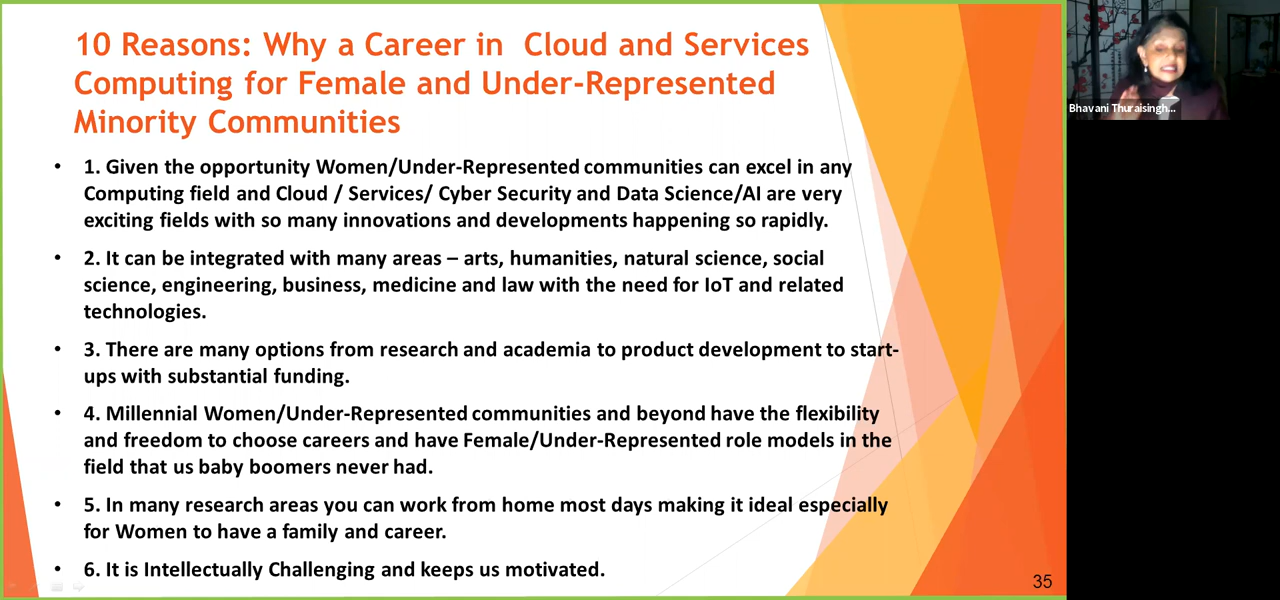 10 Reasons: Why a Career in Cloud and Services
Computing for Female and Under-Represented
Minority Communities
• 1. Given the opportunity Women/Under-Represented communities can excel in any
Computing field and Cloud / Services/ Cyber Security and Data Science/AI are very
exciting fields with so many innovations and developments happening so rapidly.
• 2. It can be integrated with many areas – arts, humanities, natural science, social
science, engineering, business, medicine and law with the need for IoT and related
technologies.
• 3. There are many options from research and academia to product development to start-
ups with substantial funding.
• 4. Millennial Women/Under-Represented communities and beyond have the flexibility
and freedom to choose careers and have Female/Under-Represented role models in the
field that us baby boomers never had.
• 5. In many research areas you can work from home most days making it ideal especially
for Women to have a family and career.
• 6. It is Intellectually Challenging and keeps us motivated.
35
Bhavani Thuraisingh...